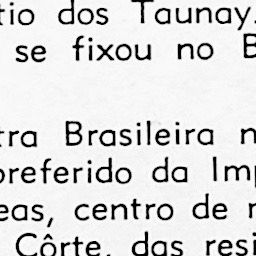 tio dos Taunay.
se fixou no B
tra Brasileira n
preferido da Imp
eas, centro de
Côrte, das resi